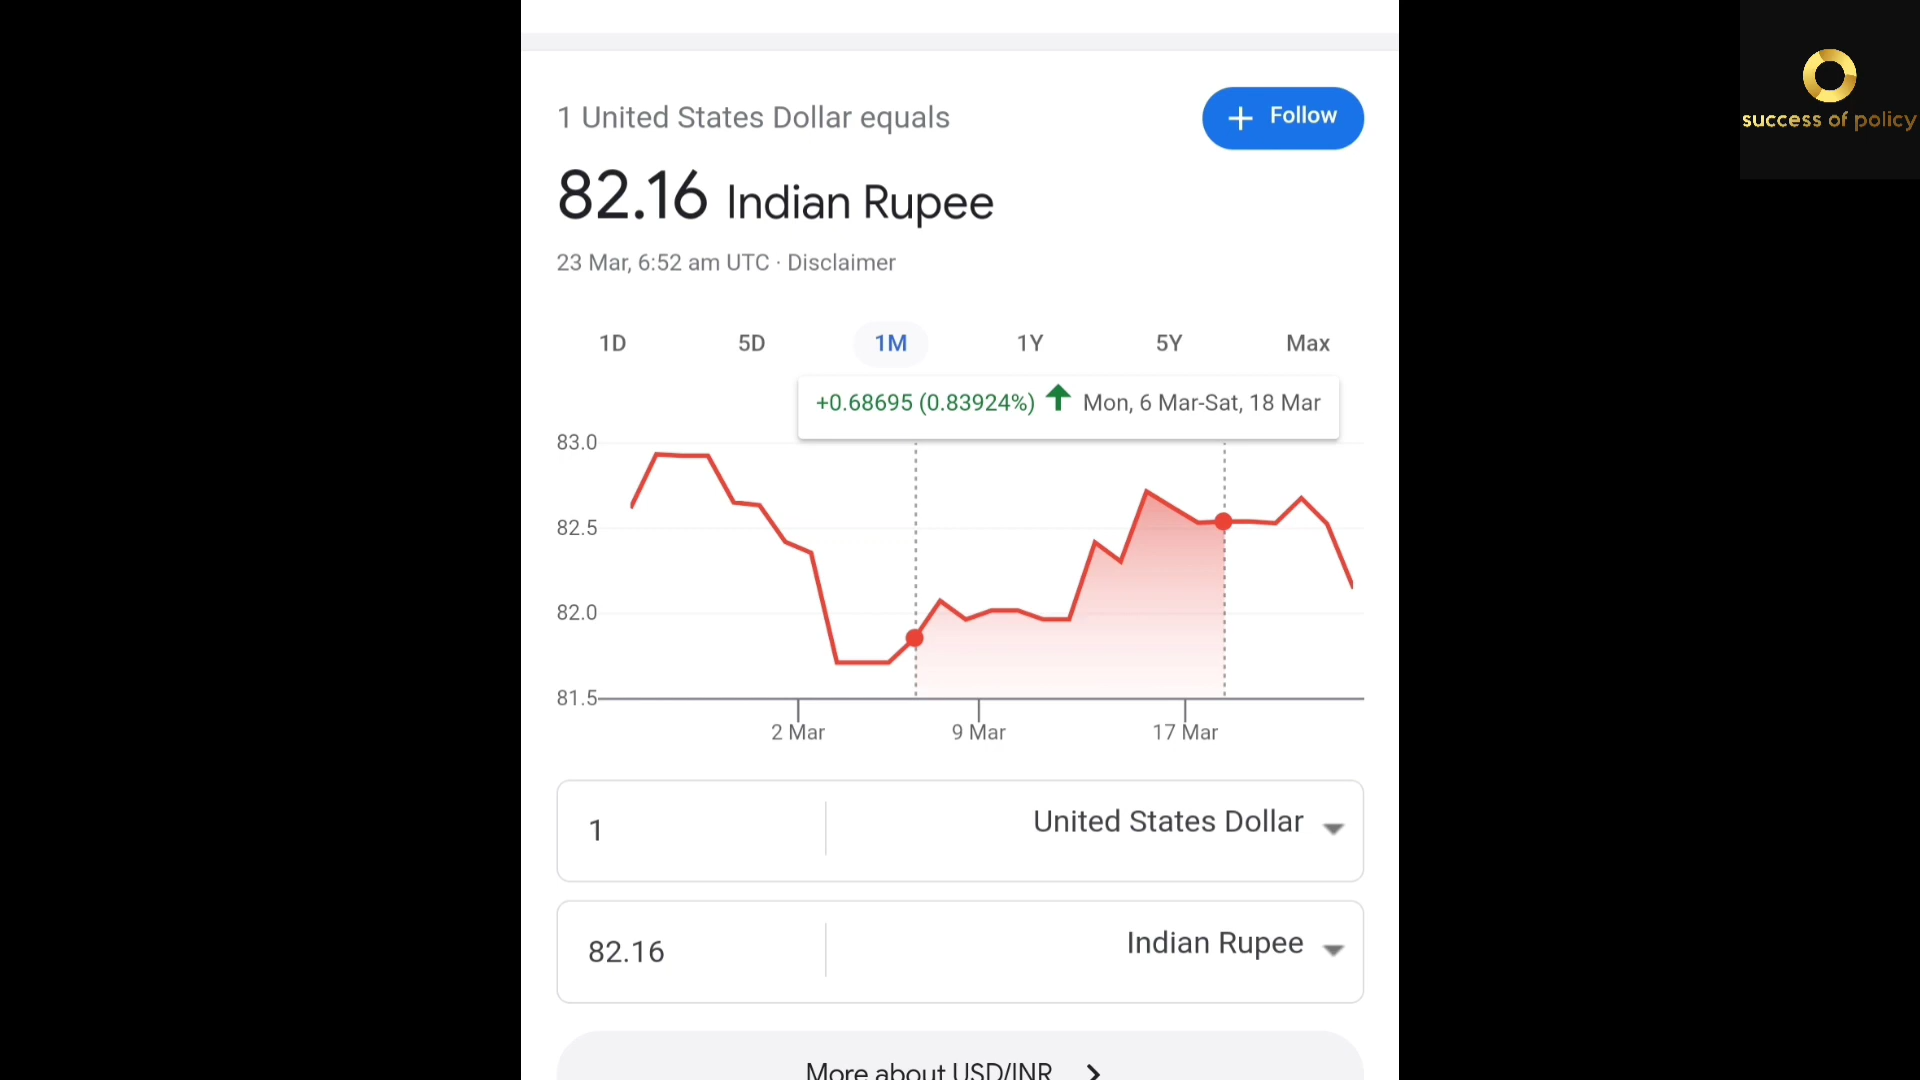 success of policy
1 United States Dollar equals
+ Follow
82.16 Indian Rupee
23 Mar, 6:52 am UTC · Disclaimer
1D 5D 1M 1Y 5Y Max
+0.68695 (0.83924%) Mon, 6 Mar-Sat, 18 Mar
83.0
82.5
82.0
81.5
2 Mar 9 Mar 17 Mar
1 United States Dollar
82.16 Indian Rupee
More about USD/INR